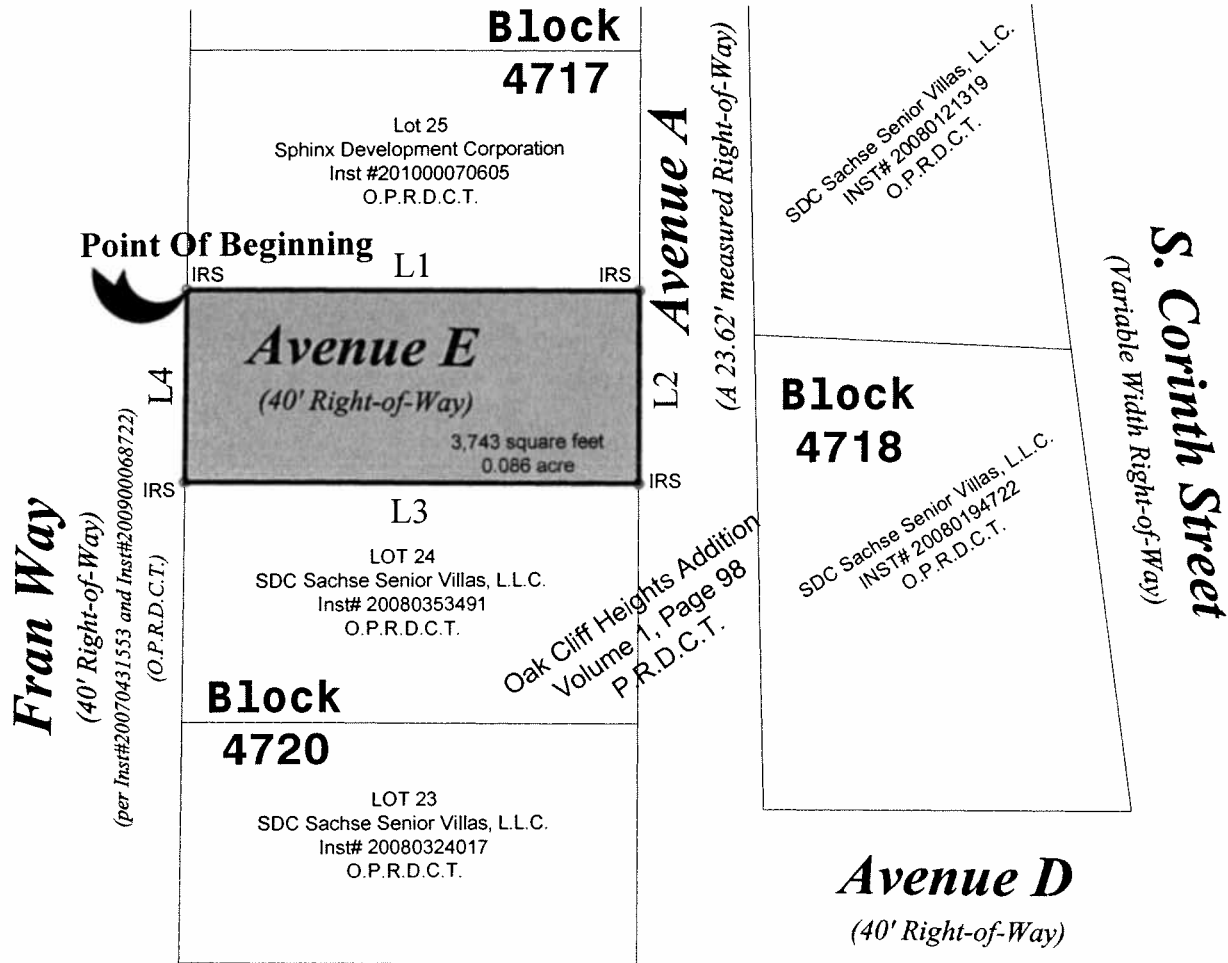 Block
4717
Lot 25
Sphinx Development Corporation
Inst #201000070605
O.P.R.D.C.T.
Avenue A
(A 23.62' measured Right-of-Way)
SDC Sachse Senior Villas, L.L.C.
INST# 20080121319
O.P.R.D.C.T.
S. Corinth Street
(Variable Width Right-of-Way)
Point Of Beginning
IRS
L1
IRS
Avenue E
(40' Right-of-Way)
3,743 square feet
0.086 acre
L4
L2
IRS
L3
IRS
Block
4718
SDC Sachse Senior Villas, L.L.C.
INST# 20080194722
O.P.R.D.C.T.
Fran Way
(40' Right-of-Way)
(per Inst#20070431553 and Inst#200900068722)
(O.P.R.D.C.T.)
LOT 24
SDC Sachse Senior Villas, L.L.C.
Inst# 20080353491
O.P.R.D.C.T.
Oak Cliff Heights Addition
Volume 1, Page 98
P.R.D.C.T.
Block
4720
LOT 23
SDC Sachse Senior Villas, L.L.C.
Inst# 20080324017
O.P.R.D.C.T.
Avenue D
(40' Right-of-Way)